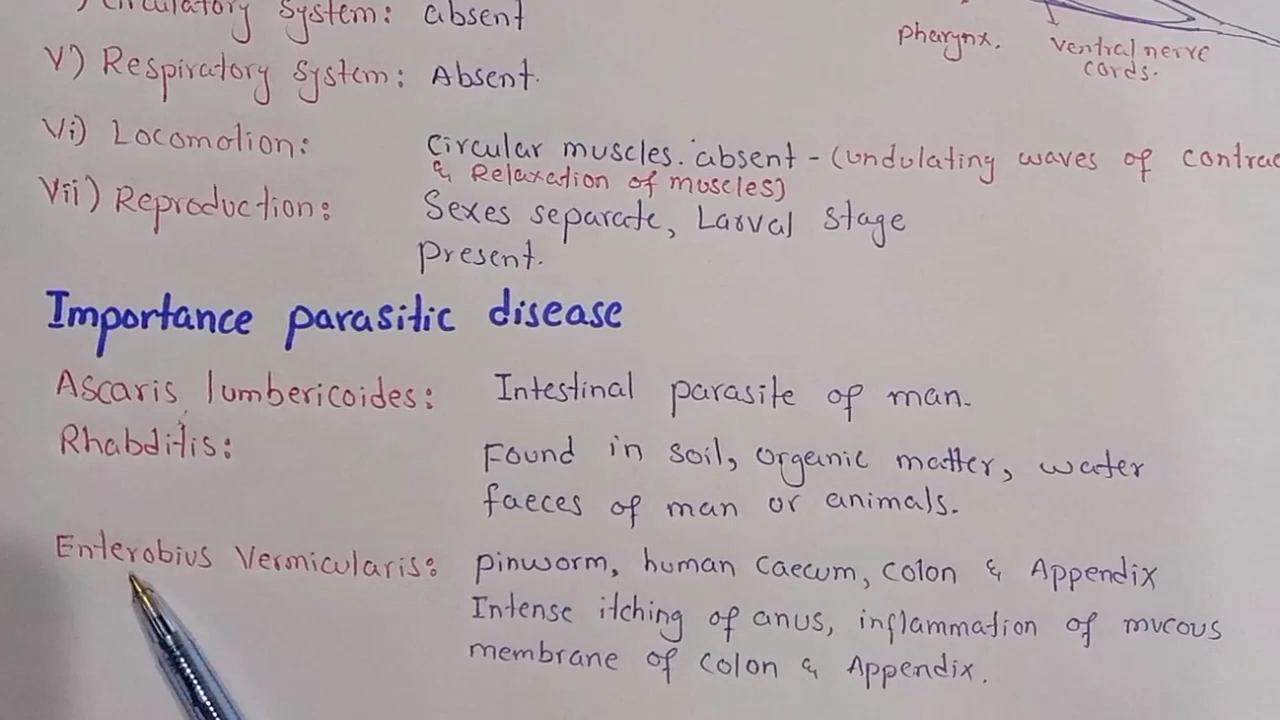 Circulatory System: absent
pharynx.
ventral nerve
cords.
V) Respiratory System: Absent.
Vi) Locomotion: Circular muscles. absent - (undulating waves of contrac
& Relaxation of muscles)
Vii) Reproduction: Sexes separate, Larval stage
present.
Importance parasitic disease
Ascaris lumbericoides: Intestinal parasite of man.
Rhabditis: Found in soil, organic matter, water
faeces of man or animals.
Enterobius Vermicularis: pinworm, human caecum, colon & Appendix
Intense itching of anus, inflammation of mucous
membrane of colon & Appendix.